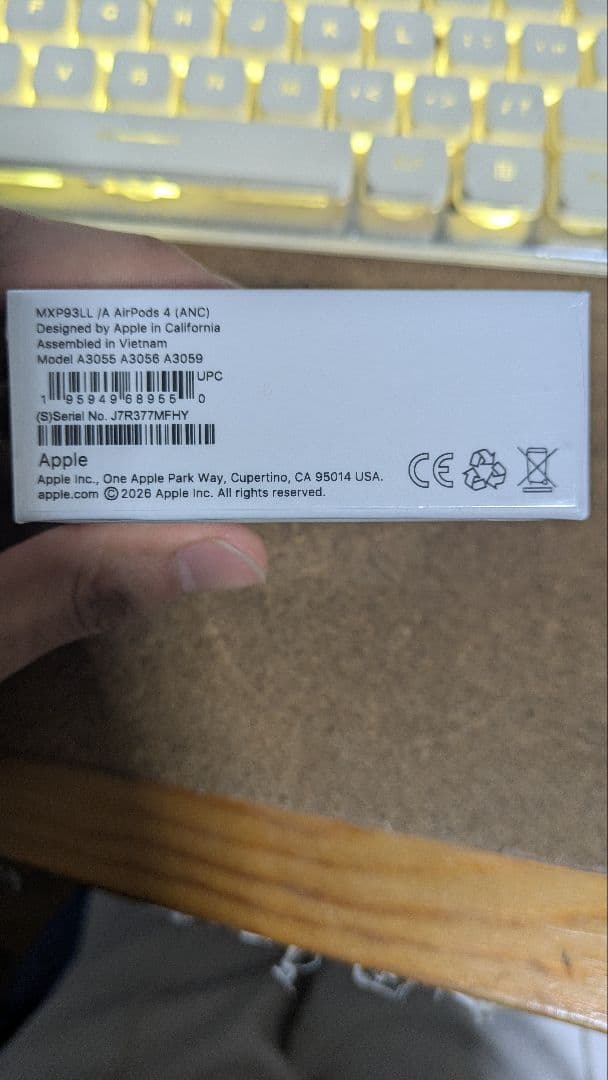 F G H J K L
V B N M
MXP93LL /A AirPods 4 (ANC)
Designed by Apple in California
Assembled in Vietnam
Model A3055 A3056 A3059
UPC
1 95949 68955 0
(S)Serial No. J7R377MFHY
Apple
Apple Inc., One Apple Park Way, Cupertino, CA 95014 USA.
apple.com ©2026 Apple Inc. All rights reserved.
CE